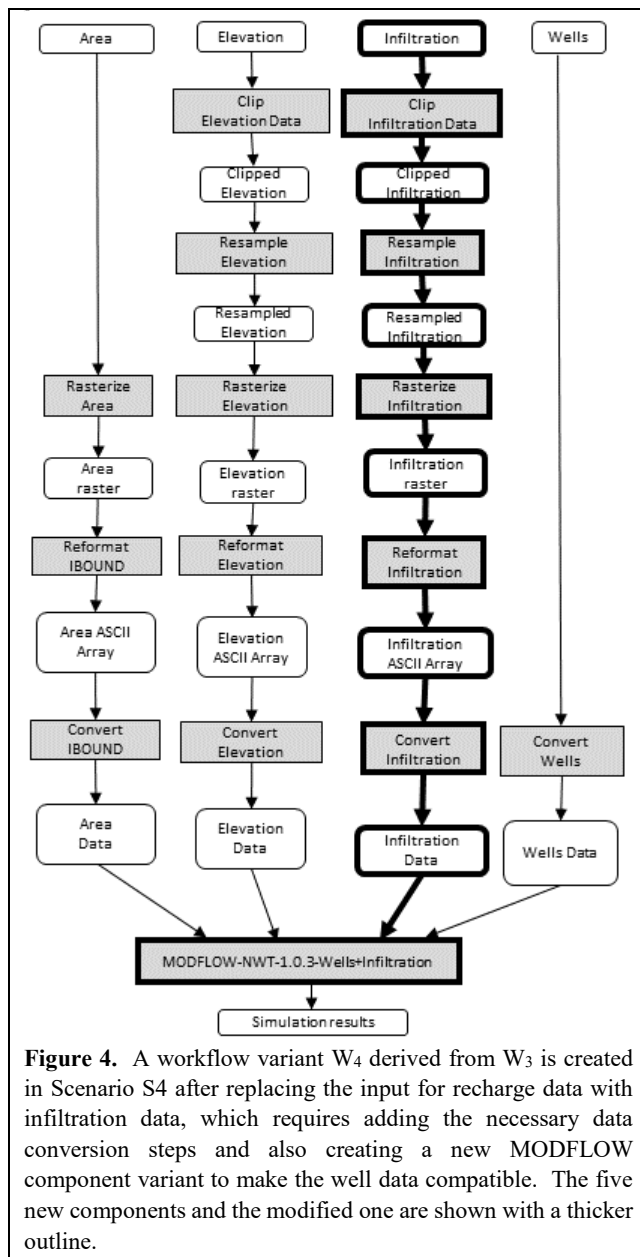 Area
Elevation
Infiltration
Wells
Clip
Elevation Data
Clip
Infiltration Data
Clipped
Elevation
Clipped
Infiltration
Resample
Elevation
Resample
Infiltration
Resampled
Elevation
Resampled
Infiltration
Rasterize
Area
Rasterize
Elevation
Rasterize
Infiltration
Area
raster
Elevation
raster
Infiltration
raster
Reformat
IBOUND
Reformat
Elevation
Reformat
Infiltration
Area ASCII
Array
Elevation
ASCII Array
Infiltration
ASCII Array
Convert
IBOUND
Convert
Elevation
Convert
Infiltration
Convert
Wells
Area
Data
Elevation
Data
Infiltration
Data
Wells Data
MODFLOW-NWT-1.0.3-Wells+Infiltration
Simulation results
Figure 4. A workflow variant W4 derived from W3 is created
in Scenario S4 after replacing the input for recharge data with
infiltration data, which requires adding the necessary data
conversion steps and also creating a new MODFLOW
component variant to make the well data compatible. The five
new components and the modified one are shown with a thicker
outline.